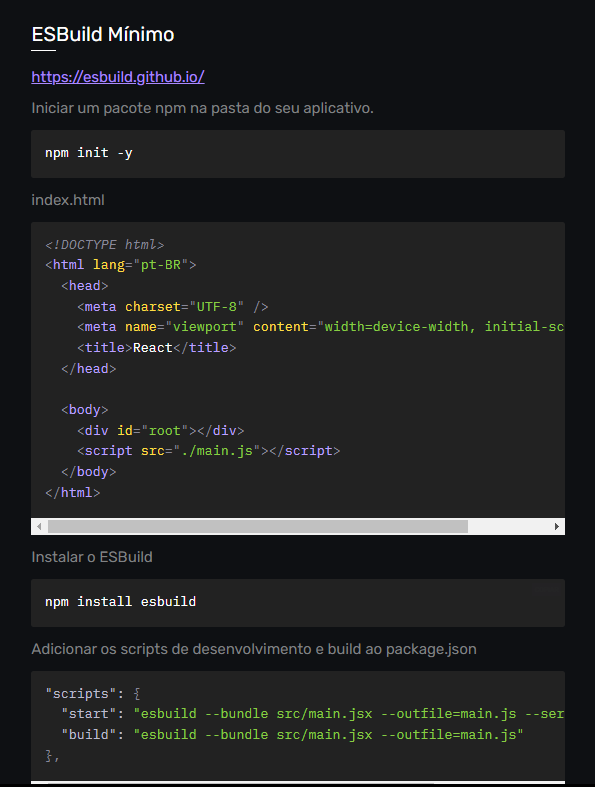 ESBuild Mínimo
https://esbuild.github.io/
Iniciar um pacote npm na pasta do seu aplicativo.
npm init -y
index.html
<!DOCTYPE html>
<html lang="pt-BR">
<head>
<meta charset="UTF-8" />
<meta name="viewport" content="width=device-width, initial-sc
<title>React</title>
</head>
<body>
<div id="root"></div>
<script src="./main.js"></script>
</body>
</html>
Instalar o ESBuild
npm install esbuild
Adicionar os scripts de desenvolvimento e build ao package.json
"scripts": {
"start": "esbuild --bundle src/main.jsx --outfile=main.js --ser
"build": "esbuild --bundle src/main.jsx --outfile=main.js"
},